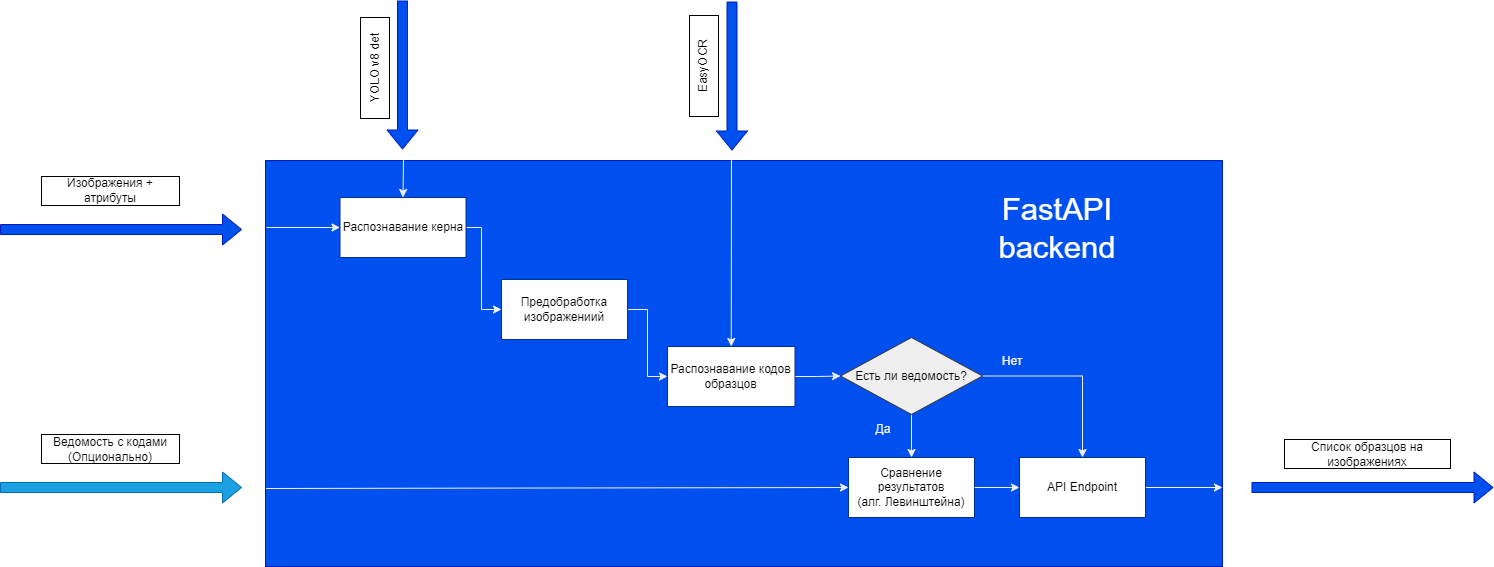 YOLO v8 det
EasyOCR
Изображения +
атрибуты
FastAPI
backend
Распознавание керна
Предобработка
изображениий
Распознавание кодов
образцов
Есть ли ведомость?
Нет
Да
Ведомость с кодами
(Опционально)
Сравнение
результатов
(алг. Левинштейна)
API Endpoint
Список образцов на
изображениях